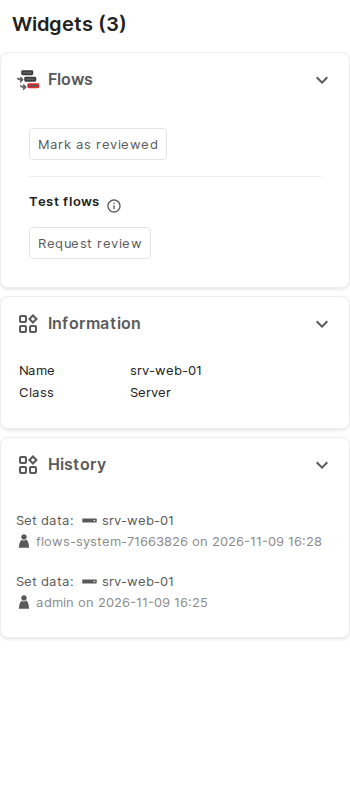 Widgets (3)
Flows
Mark as reviewed
Test flows
Request review
Information
Name srv-web-01
Class Server
History
Set data: srv-web-01
flows-system-71663826 on 2026-11-09 16:28
Set data: srv-web-01
admin on 2026-11-09 16:25